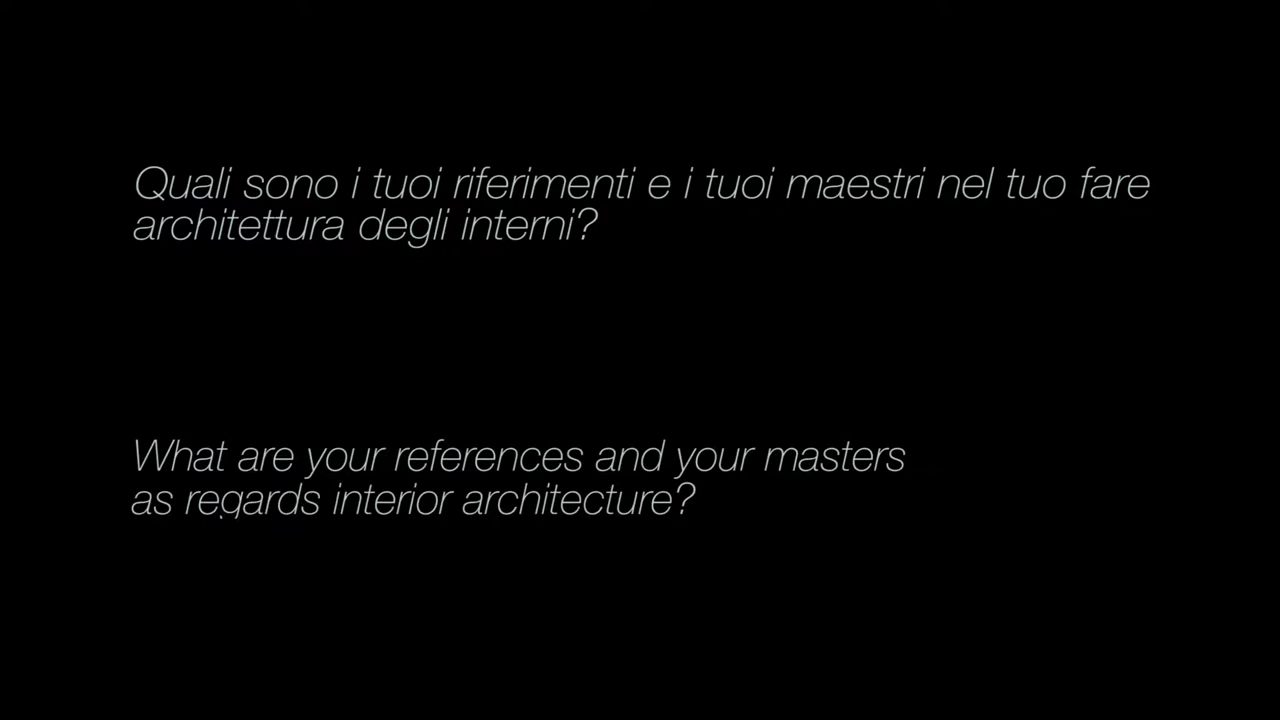 Quali sono i tuoi riferimenti e i tuoi maestri nel tuo fare
architettura degli interni?
What are your references and your masters
as regards interior architecture?